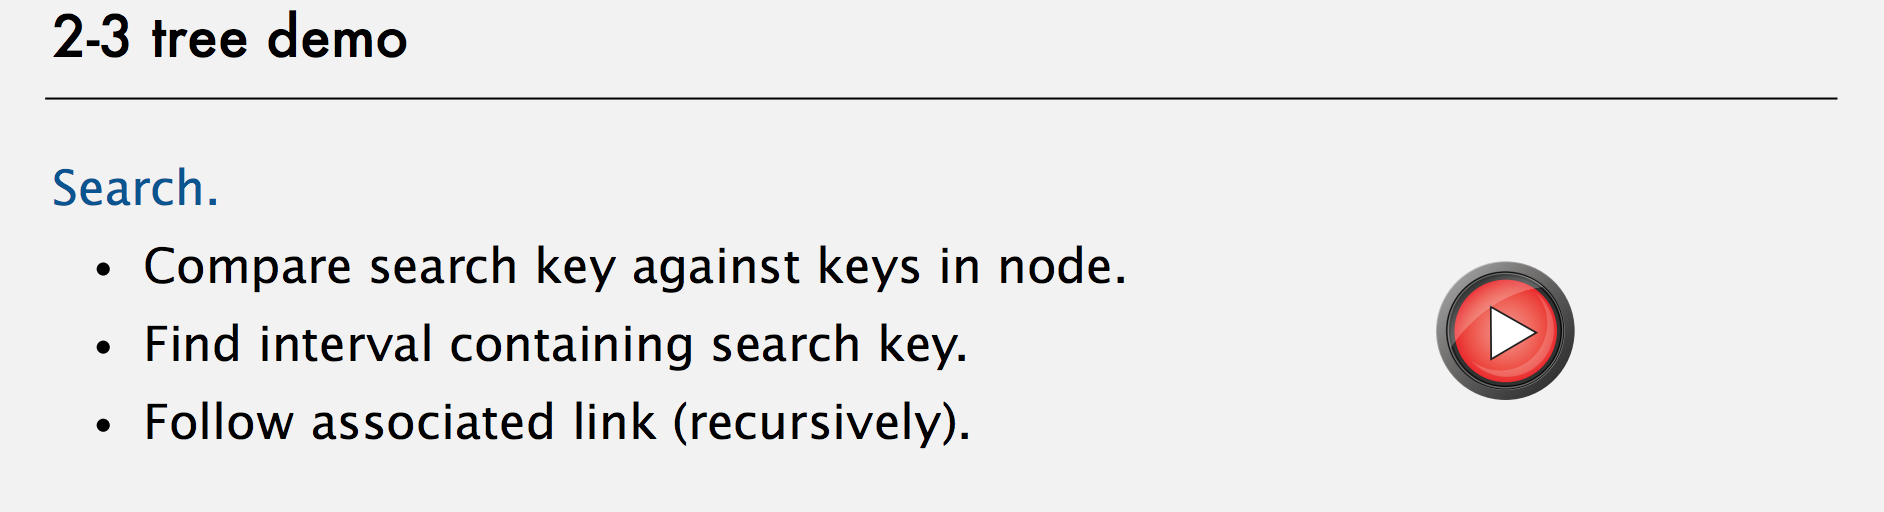 2-3 tree demo
Search.
• Compare search key against keys in node.
• Find interval containing search key.
• Follow associated link (recursively).